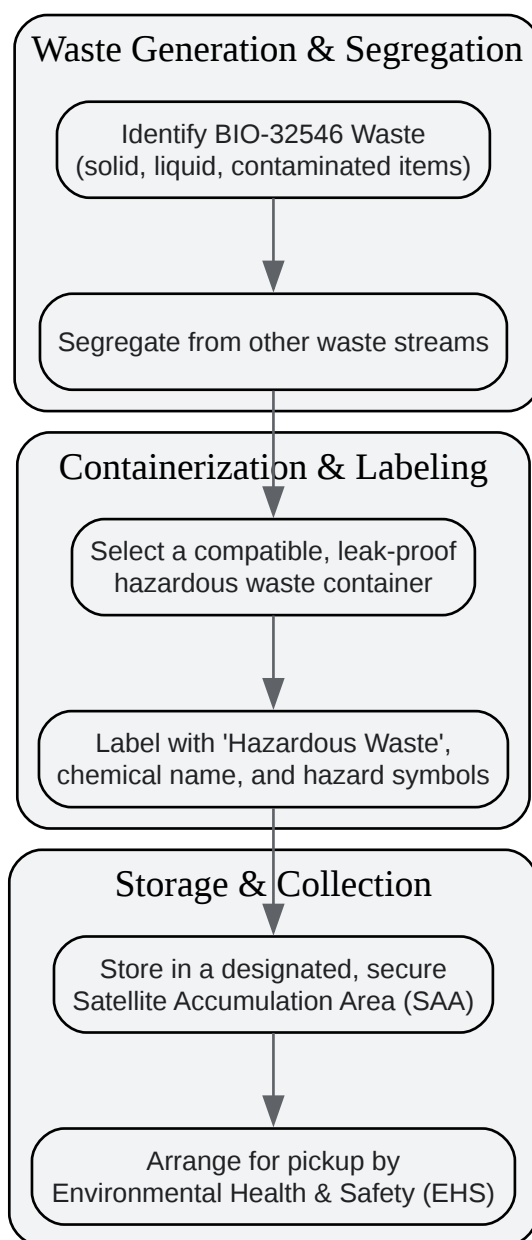 Waste Generation & Segregation
Identify BIO-32546 Waste
(solid, liquid, contaminated items)
Segregate from other waste streams
Containerization & Labeling
Select a compatible, leak-proof
hazardous waste container
Label with 'Hazardous Waste',
chemical name, and hazard symbols
Storage & Collection
Store in a designated, secure
Satellite Accumulation Area (SAA)
Arrange for pickup by
Environmental Health & Safety (EHS)